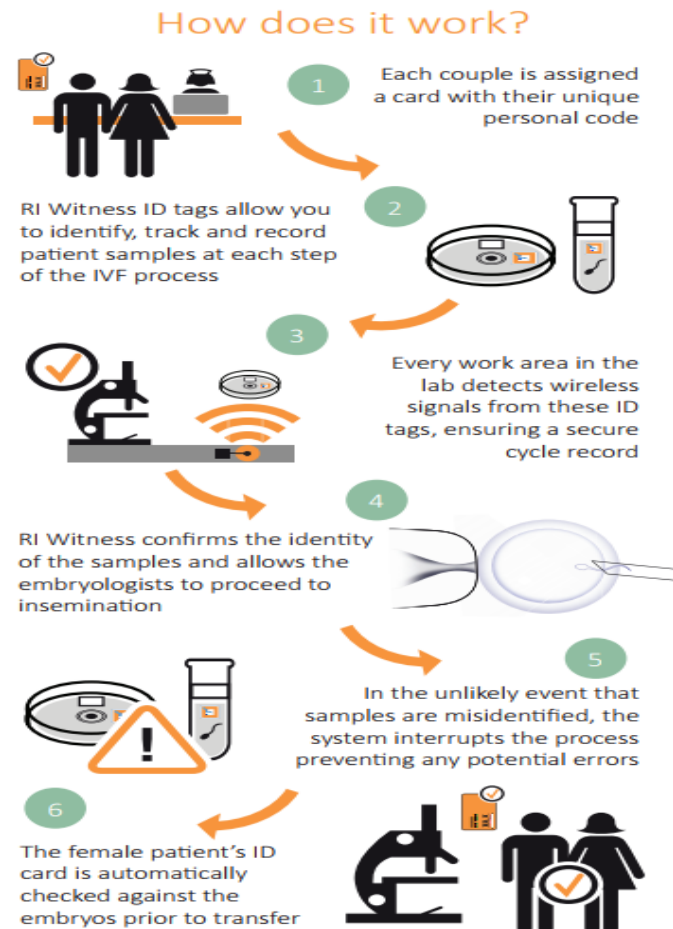 How does it work?
1
Each couple is assigned
a card with their unique
personal code
2
RI Witness ID tags allow you
to identify, track and record
patient samples at each step
of the IVF process
3
Every work area in the
lab detects wireless
signals from these ID
tags, ensuring a secure
cycle record
4
RI Witness confirms the identity
of the samples and allows the
embryologists to proceed to
insemination
5
In the unlikely event that
samples are misidentified, the
system interrupts the process
preventing any potential errors
6
The female patient's ID
card is automatically
checked against the
embryos prior to transfer